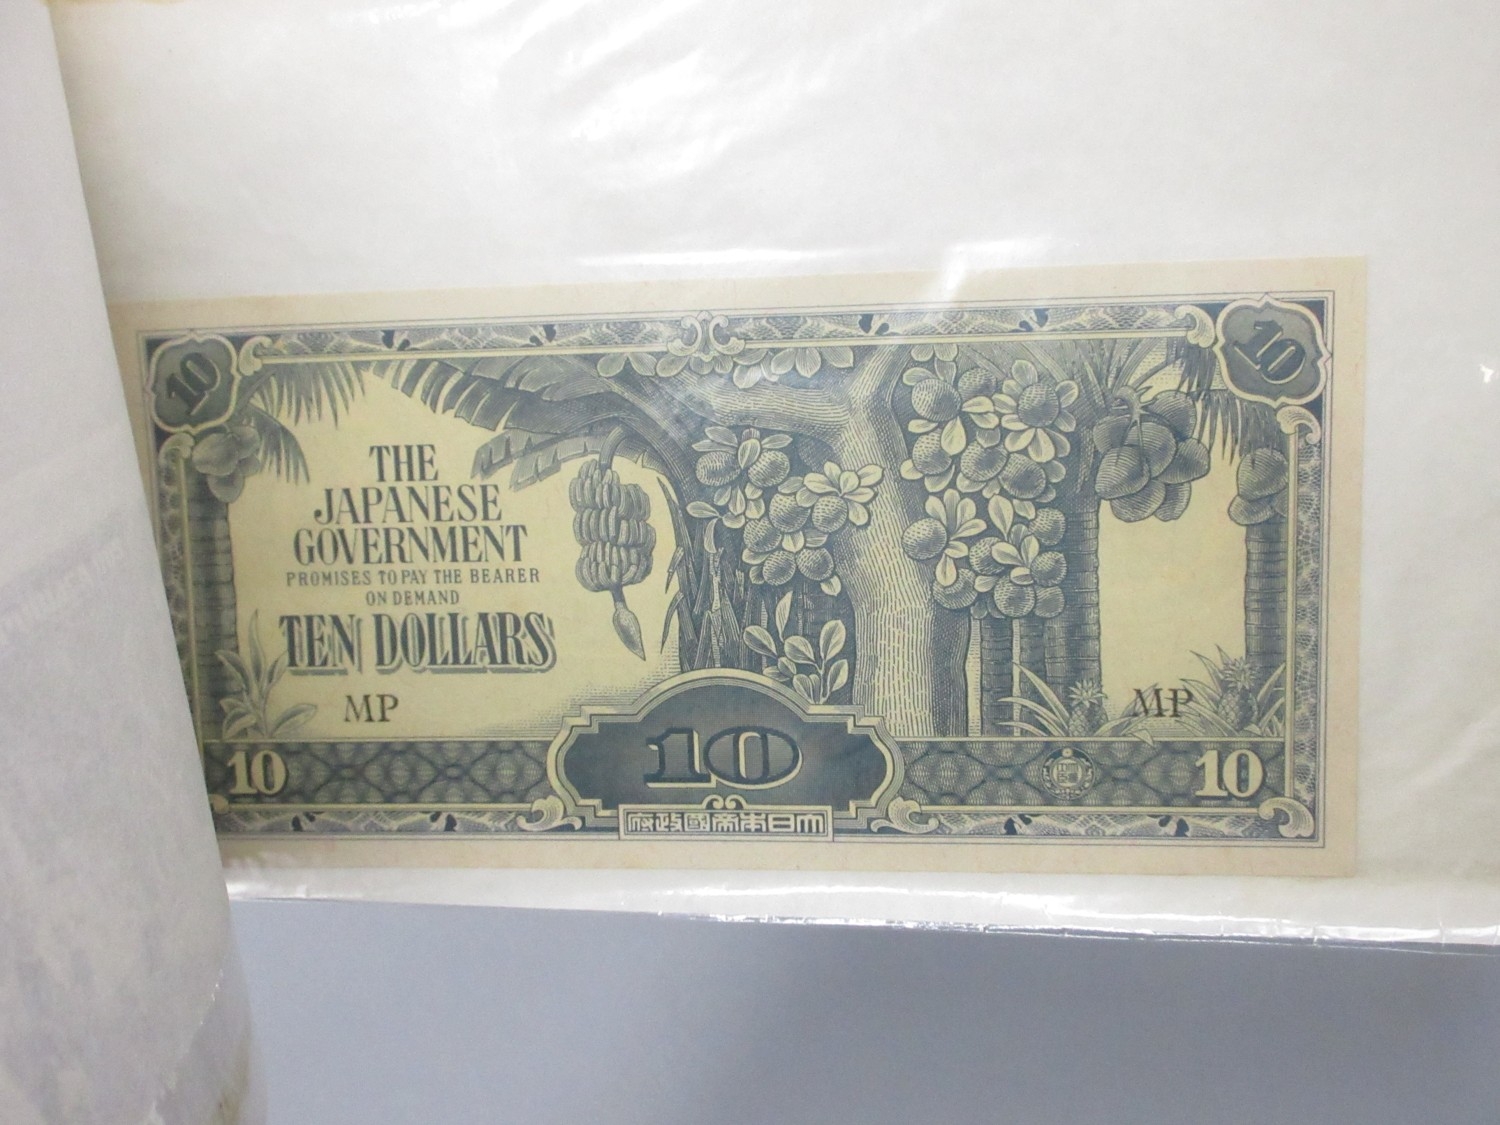 10
10
THE
JAPANESE
GOVERNMENT
PROMISES TO PAY THE BEARER
ON DEMAND
TEN DOLLARS
MP
MP
10
10
10
府政國帝本日大